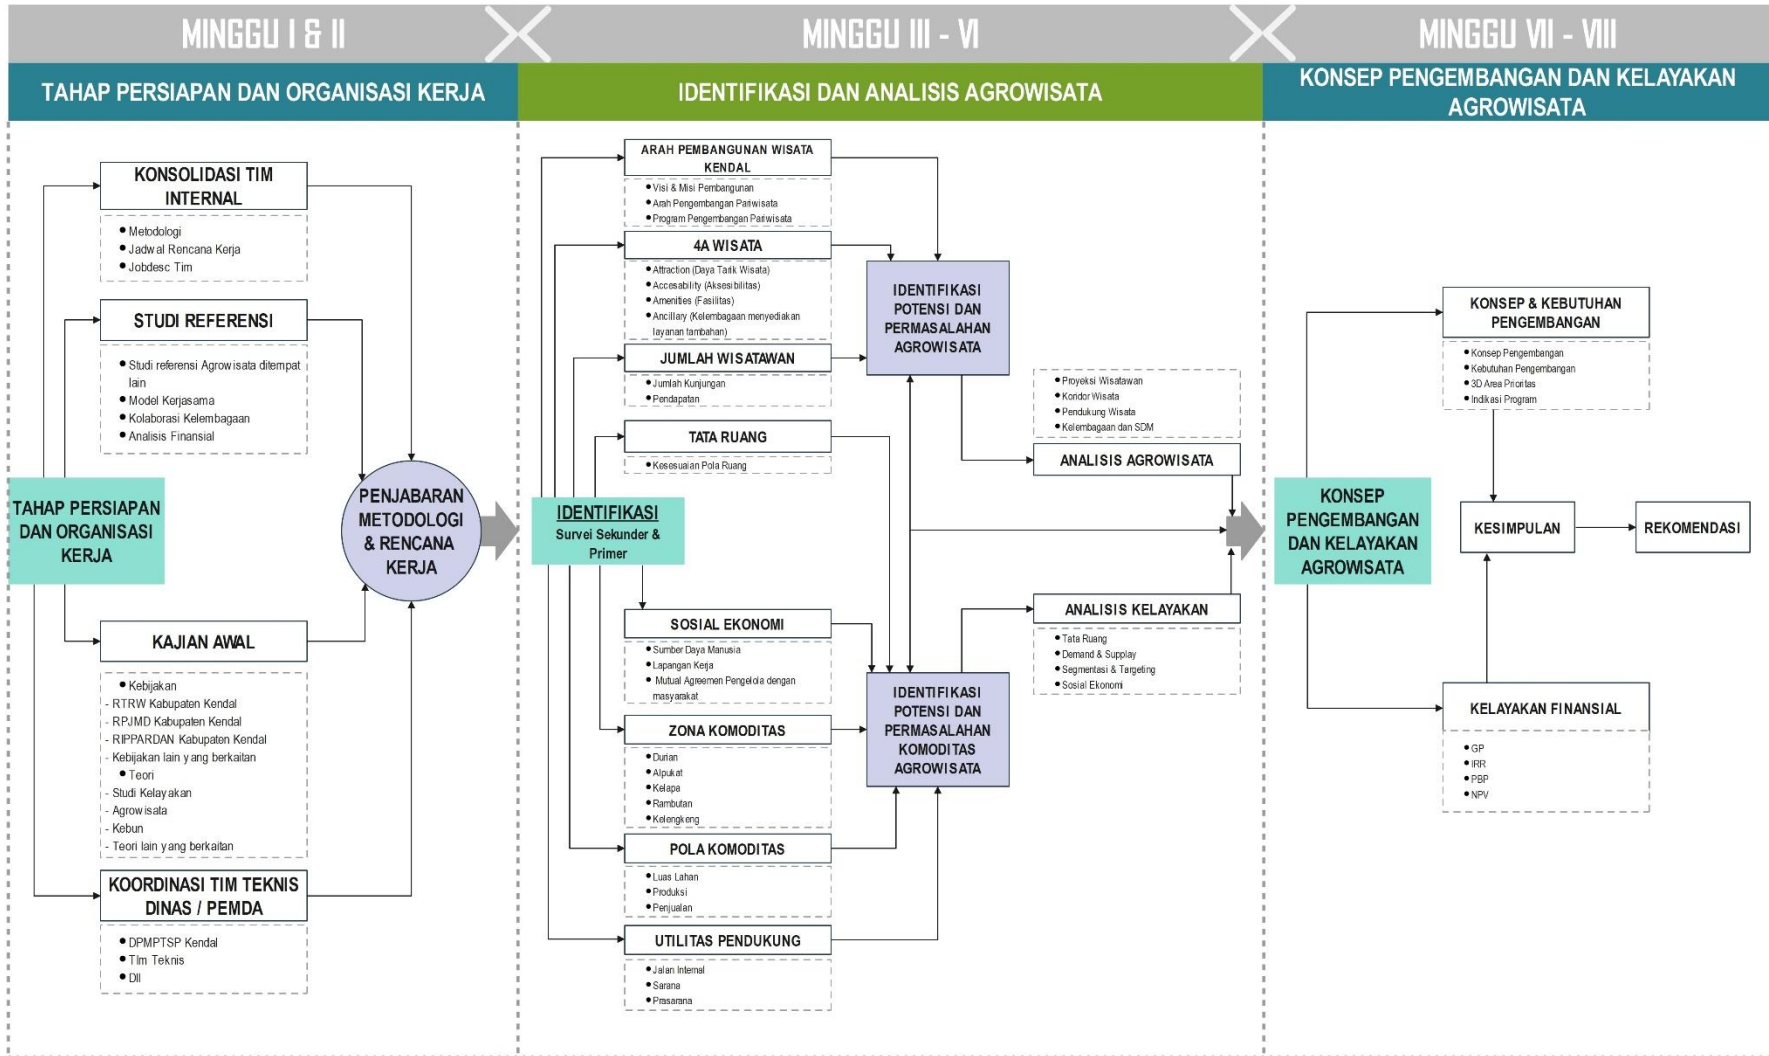 MINGGU I & II
MINGGU III - VI
MINGGU VII - VIII
TAHAP PERSIAPAN DAN ORGANISASI KERJA
IDENTIFIKASI DAN ANALISIS AGROWISATA
KONSEP PENGEMBANGAN DAN KELAYAKAN
AGROWISATA
TAHAP PERSIAPAN
DAN ORGANISASI
KERJA
KONSOLIDASI TIM
INTERNAL
● Metodologi
● Jadwal Rencana Kerja
● Jobdesc Tim
STUDI REFERENSI
● Studi referensi Agrowisata ditempat
lain
● Model Kerjasama
● Kolaborasi Kelembagaan
● Analisis Finansial
KAJIAN AWAL
● Kebijakan
- RTRW Kabupaten Kendal
- RPJMD Kabupaten Kendal
- RIPPARDAN Kabupaten Kendal
- Kebijakan lain yang berkaitan
● Teori
- Studi Kelayakan
- Agrowisata
- Kebun
- Teori lain yang berkaitan
KOORDINASI TIM TEKNIS
DINAS / PEMDA
● DPMPTSP Kendal
● TIm Teknis
● Dll
PENJABARAN
METODOLOGI
& RENCANA
KERJA
IDENTIFIKASI
Survei Sekunder &
Primer
ARAH PEMBANGUNAN WISATA
KENDAL
● Visi & Misi Pembangunan
● Arah Pengembangan Pariwisata
● Program Pengembangan Pariwisata
4A WISATA
● Attraction (Daya Tarik Wisata)
● Accesability (Aksesibilitas)
● Amenities (Fasilitas)
● Ancillary (Kelembagaan menyediakan
layanan tambahan)
JUMLAH WISATAWAN
● Jumlah Kunjungan
● Pendapatan
TATA RUANG
● Kesesuaian Pola Ruang
SOSIAL EKONOMI
● Sumber Daya Manusia
● Lapangan Kerja
● Mutual Agreemen Pengelola dengan
masyarakat
ZONA KOMODITAS
● Durian
● Alpukat
● Kelapa
● Rambutan
● Kelengkeng
POLA KOMODITAS
● Luas Lahan
● Produksi
● Penjualan
UTILITAS PENDUKUNG
● Jalan Internal
● Sarana
● Prasarana
IDENTIFIKASI
POTENSI DAN
PERMASALAHAN
AGROWISATA
IDENTIFIKASI
POTENSI DAN
PERMASALAHAN
KOMODITAS
AGROWISATA
● Proyeksi Wisatawan
● Koridor Wisata
● Pendukung Wisata
● Kelembagaan dan SDM
ANALISIS AGROWISATA
ANALISIS KELAYAKAN
● Tata Ruang
● Demand & Supplay
● Segmentasi & Targeting
● Sosial Ekonomi
KONSEP
PENGEMBANGAN
DAN KELAYAKAN
AGROWISATA
KONSEP & KEBUTUHAN
PENGEMBANGAN
● Konsep Pengembangan
● Kebutuhan Pengembangan
● 3D Area Prioritas
● Indikasi Program
KESIMPULAN
REKOMENDASI
KELAYAKAN FINANSIAL
● GP
● IRR
● PBP
● NPV